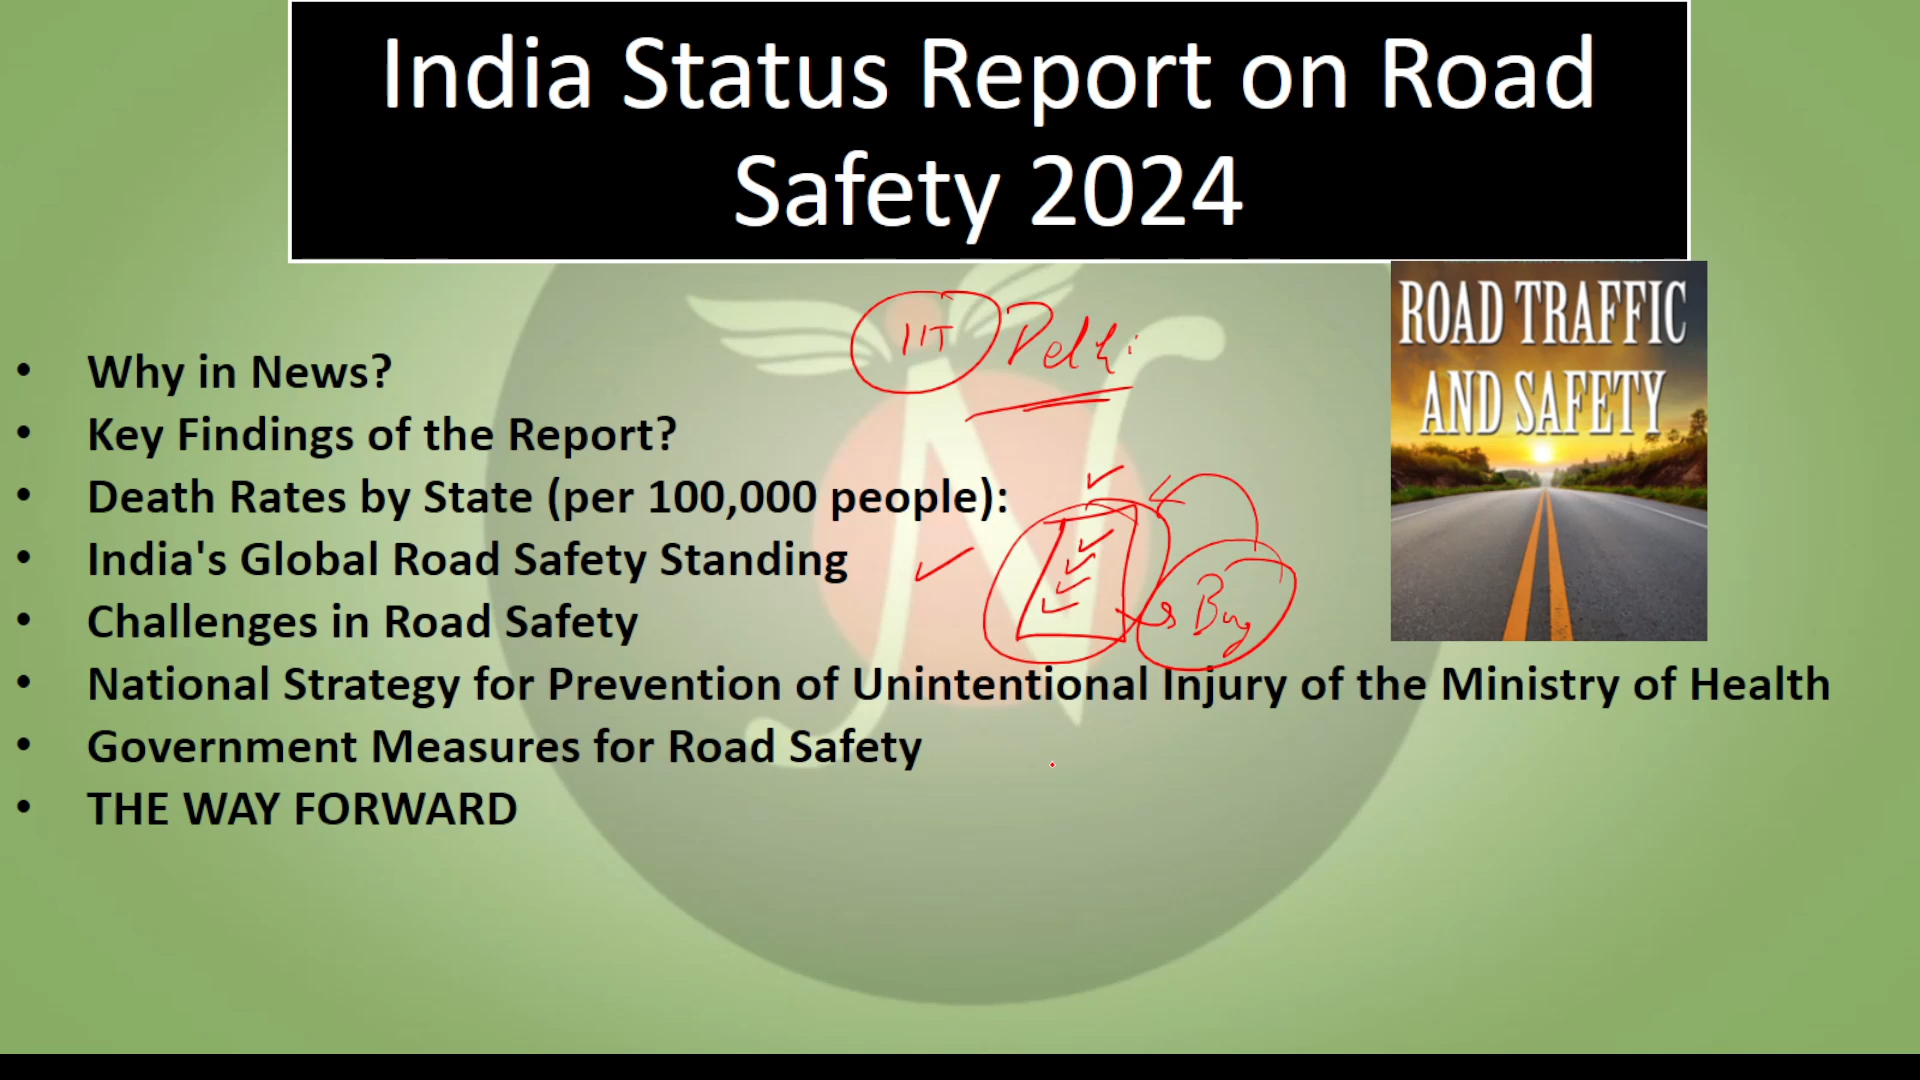 India Status Report on Road
Safety 2024
IIT Delhi
ROAD TRAFFIC
AND SAFETY
• Why in News?
• Key Findings of the Report?
• Death Rates by State (per 100,000 people):
• India's Global Road Safety Standing
• Challenges in Road Safety
• National Strategy for Prevention of Unintentional Injury of the Ministry of Health
• Government Measures for Road Safety
• THE WAY FORWARD